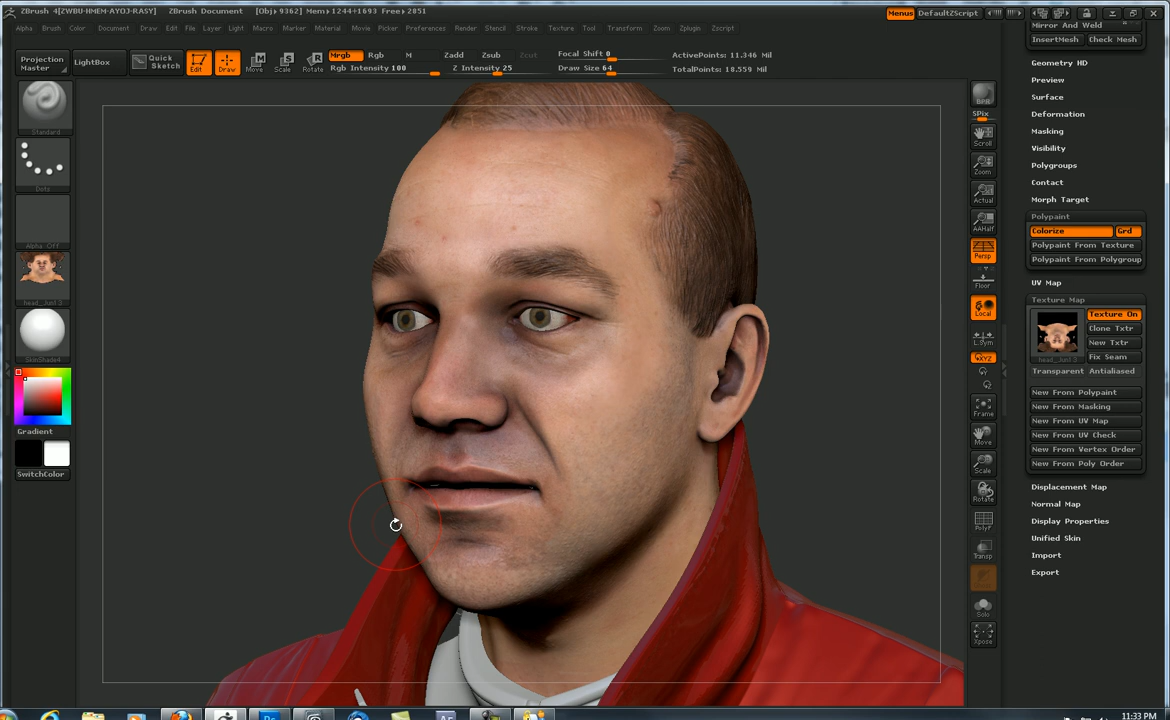 ZBrush 4[ZWBU-NMEM-AYOJ-RASY] ZBrush Document [Obj▸ 9362] Mem▸1244+1693 Free▸2051 Menus DefaultZScript
Alpha Brush Color Document Draw Edit File Layer Light Macro Marker Material Movie Picker Preferences Render Stencil Stroke Texture Tool Transform Zoom Zplugin Zscript
Mirror And Weld
InsertMesh Check Mesh
Projection Master
LightBox
Quick Sketch
Edit Draw Move Scale Rotate
Mrgb Rgb M Zadd Zsub Zcut
Rgb Intensity 100 Z Intensity 25
Focal Shift 0
Draw Size 64
ActivePoints: 11.346 Mil
TotalPoints: 18.559 Mil
Standard
Dots
Alpha Off
SkinShade4
Gradient
SwitchColor
BPR
SPix
Scroll
Zoom
Actual
AAHalf
Persp
Floor
Local
L.Sym
XYZ
Frame
Move
Scale
Rotate
PolyF
Transp
Solo
Xpose
Geometry HD
Preview
Surface
Deformation
Masking
Visibility
Polygroups
Contact
Morph Target
Polypaint
Colorize Grd
Polypaint From Texture
Polypaint From Polygroup
UV Map
Texture Map
Texture On
Clone Txtr
New Txtr
Fix Seam
Transparent Antialiased
New From Polypaint
New From Masking
New From UV Map
New From UV Check
New From Vertex Order
New From Poly Order
Displacement Map
Normal Map
Display Properties
Unified Skin
Import
Export
11:33 PM